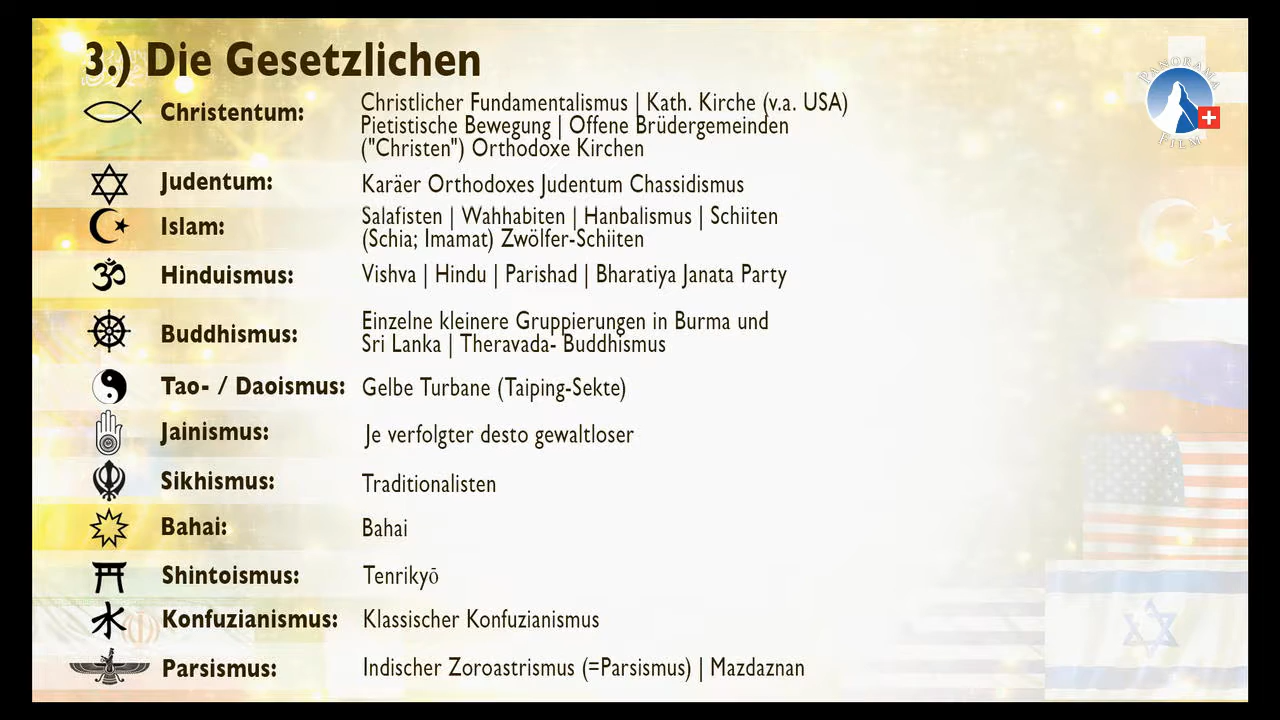 3.) Die Gesetzlichen
PANORAMA
FILM
Christentum: Christlicher Fundamentalismus | Kath. Kirche (v.a. USA)
Pietistische Bewegung | Offene Brüdergemeinden
("Christen") Orthodoxe Kirchen
Judentum: Karäer Orthodoxes Judentum Chassidismus
Islam: Salafisten | Wahhabiten | Hanbalismus | Schiiten
(Schia; Imamat) Zwölfer-Schiiten
Hinduismus: Vishva | Hindu | Parishad | Bharatiya Janata Party
Buddhismus: Einzelne kleinere Gruppierungen in Burma und
Sri Lanka | Theravada- Buddhismus
Tao- / Daoismus: Gelbe Turbane (Taiping-Sekte)
Jainismus: Je verfolgter desto gewaltloser
Sikhismus: Traditionalisten
Bahai: Bahai
Shintoismus: Tenrikyō
Konfuzianismus: Klassischer Konfuzianismus
Parsismus: Indischer Zoroastrismus (=Parsismus) | Mazdaznan